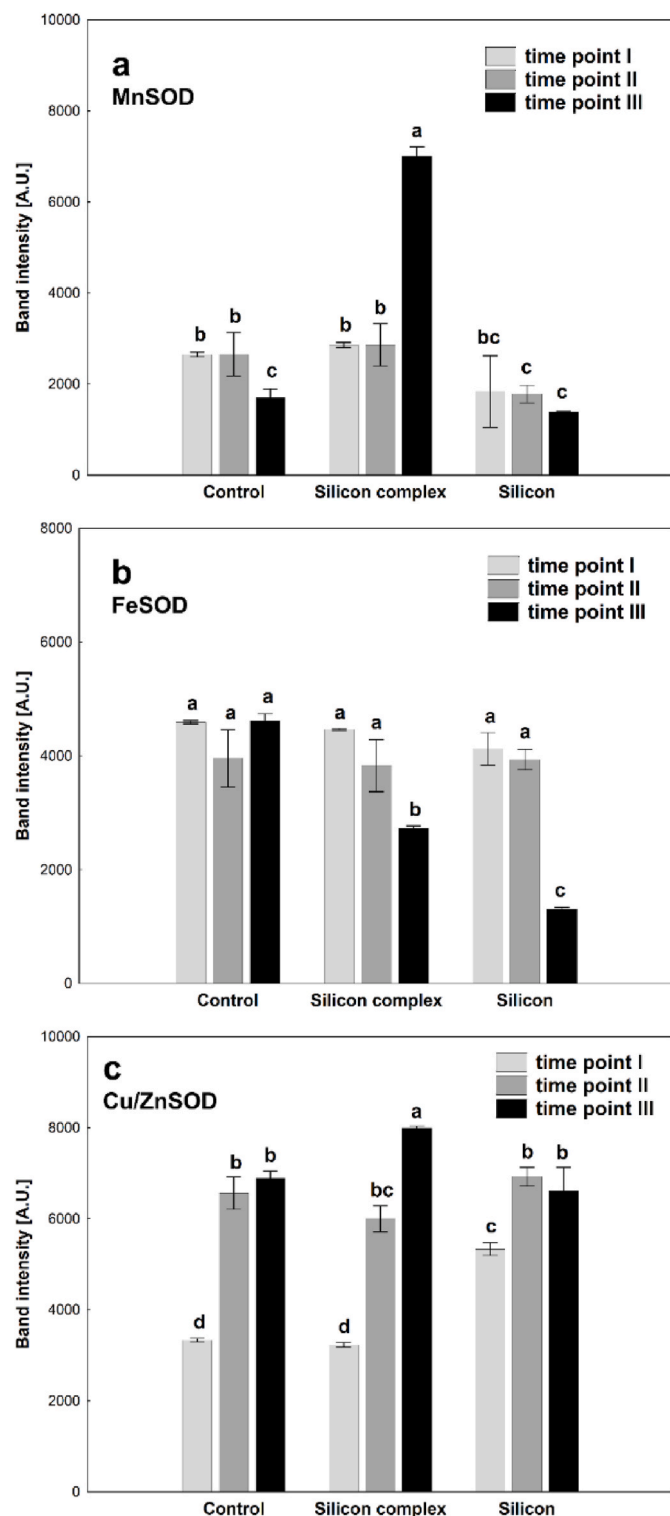 a
MnSOD
time point I
time point II
time point III
Band intensity [A.U.]
10000
8000
6000
4000
2000
0
b
b
c
b
b
a
bc
c
c
Control
Silicon complex
Silicon
b
FeSOD
time point I
time point II
time point III
Band intensity [A.U.]
8000
6000
4000
2000
0
a
a
a
a
a
b
a
a
c
Control
Silicon complex
Silicon
c
Cu/ZnSOD
time point I
time point II
time point III
Band intensity [A.U.]
10000
8000
6000
4000
2000
0
d
b
b
d
bc
a
c
b
b
Control
Silicon complex
Silicon